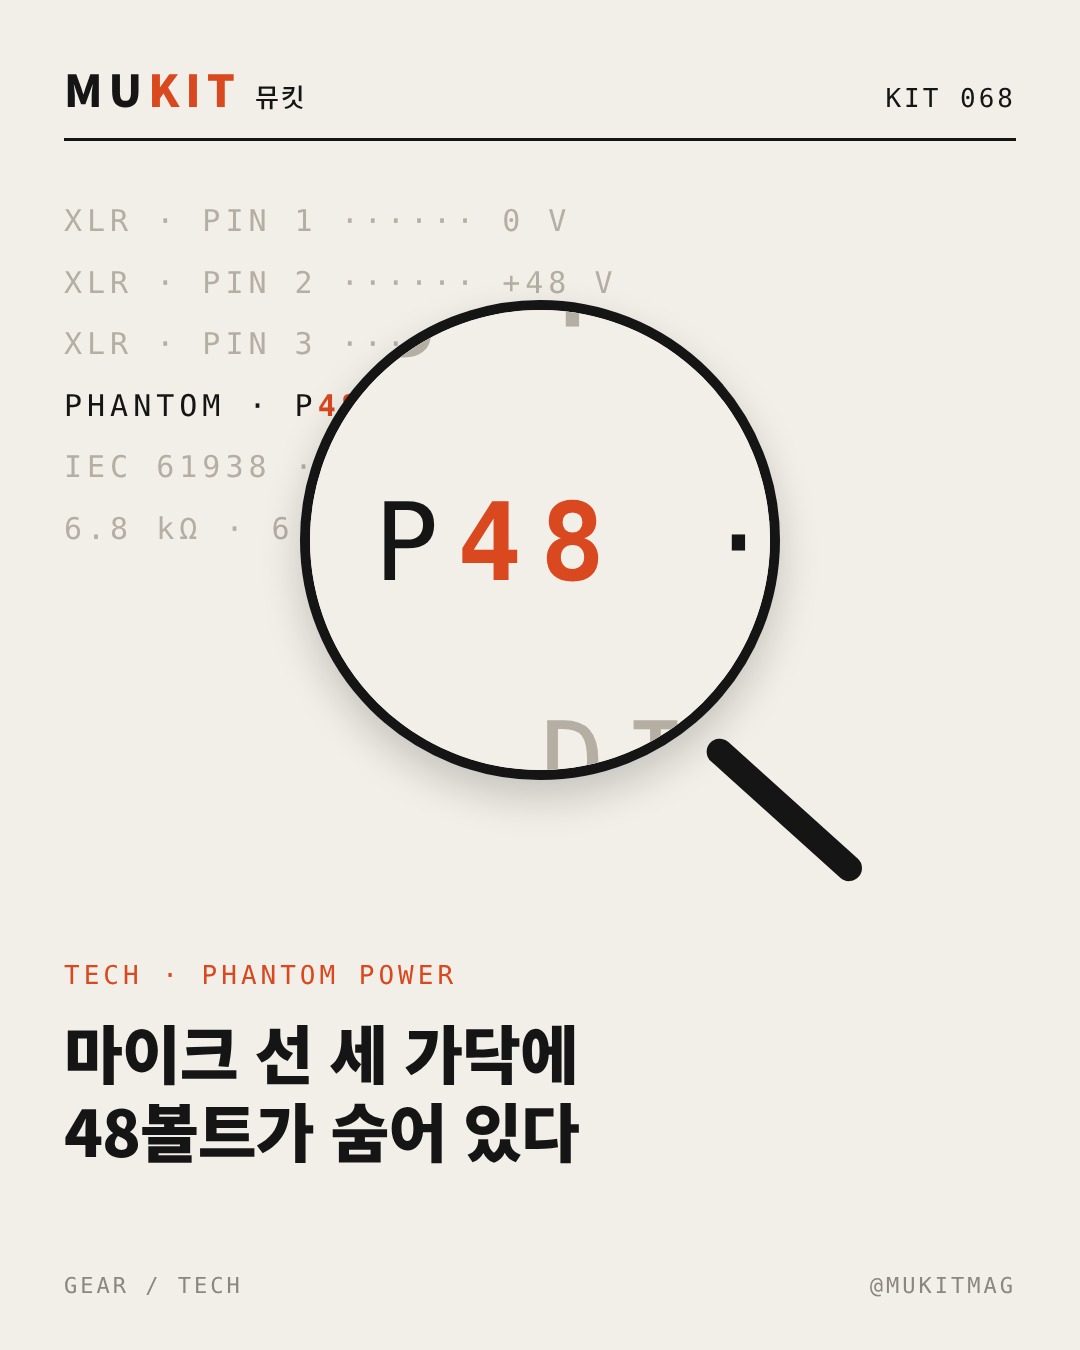 MUKIT 뮤킷
KIT 068
XLR · PIN 1 ······ 0 V
XLR · PIN 2 ······ +48 V
XLR · PIN 3 ···
PHANTOM · P4
IEC 61938 ·
6.8 kΩ · 6
P48 ·
TECH · PHANTOM POWER
마이크 선 세 가닥에
48볼트가 숨어 있다
GEAR / TECH
@MUKITMAG